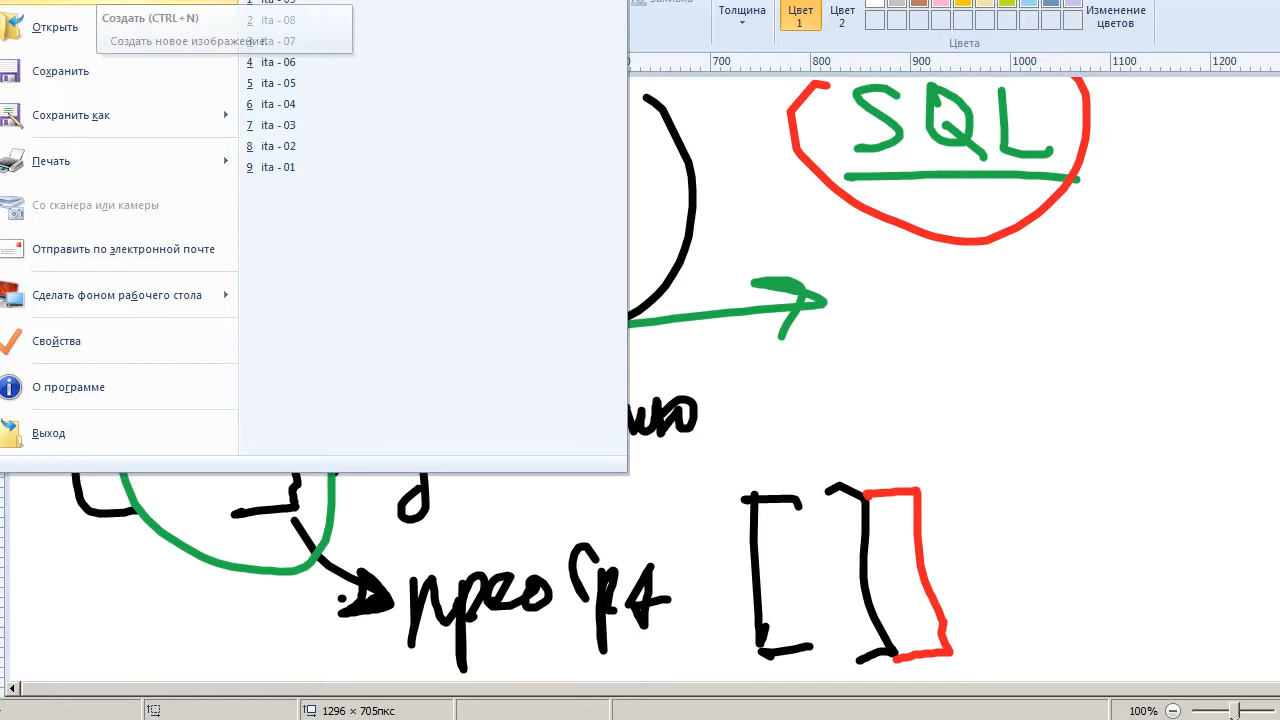 Создать (CTRL+N)
Создать новое изображение.
Открыть
Сохранить
Сохранить как
Печать
Со сканера или камеры
Отправить по электронной почте
Сделать фоном рабочего стола
Свойства
О программе
Выход
2 ita - 08
ita - 07
4 ita - 06
5 ita - 05
6 ita - 04
7 ita - 03
8 ita - 02
9 ita - 01
Заливка
Толщина
Цвет 1
Цвет 2
Изменение цветов
Цвета
700 800 900 1000 1100 1200
SQL
1296 × 705пкс
100%